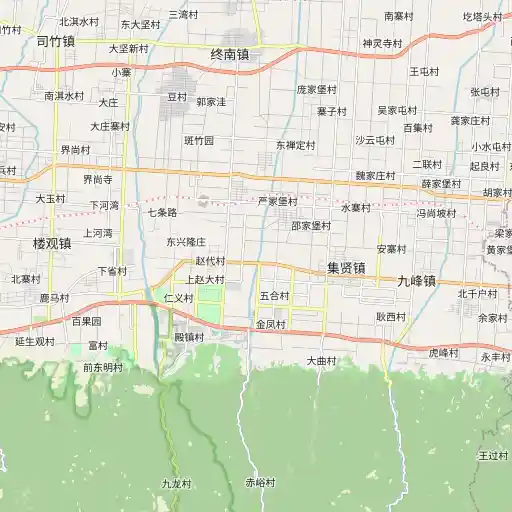 三湾村
南寨村
圪塔头村
北淇水村
东大坚村
竹村
司竹镇
大坚新村
终南镇
神灵寺村
小寨
王屯村
南淇水村
大庄
豆村
郭家洼
庞家堡村
张屯村
寨子村
吴家屯村
安村
大庄寨村
百集村
龚家庄村
界尚村
斑竹园
东禅定村
沙云屯村
小水屯村
兵村
界尚寺
二联村
起良村
魏家庄村
薛家堡村
胡家
大玉村
下河湾
七条路
严家堡村
水寨村
冯尚坡村
上河湾
邵家堡村
梁家
楼观镇
东兴隆庄
安寨村
黄家堡
赵代村
集贤镇
北寨村
下省村
上赵大村
九峰镇
鹿马村
仁义村
五合村
北千户村
百果园
金凤村
耿西村
余家村
延生观村
富村
殿镇村
虎峰村
永丰村
前东明村
大曲村
九龙村
赤峪村
王过村